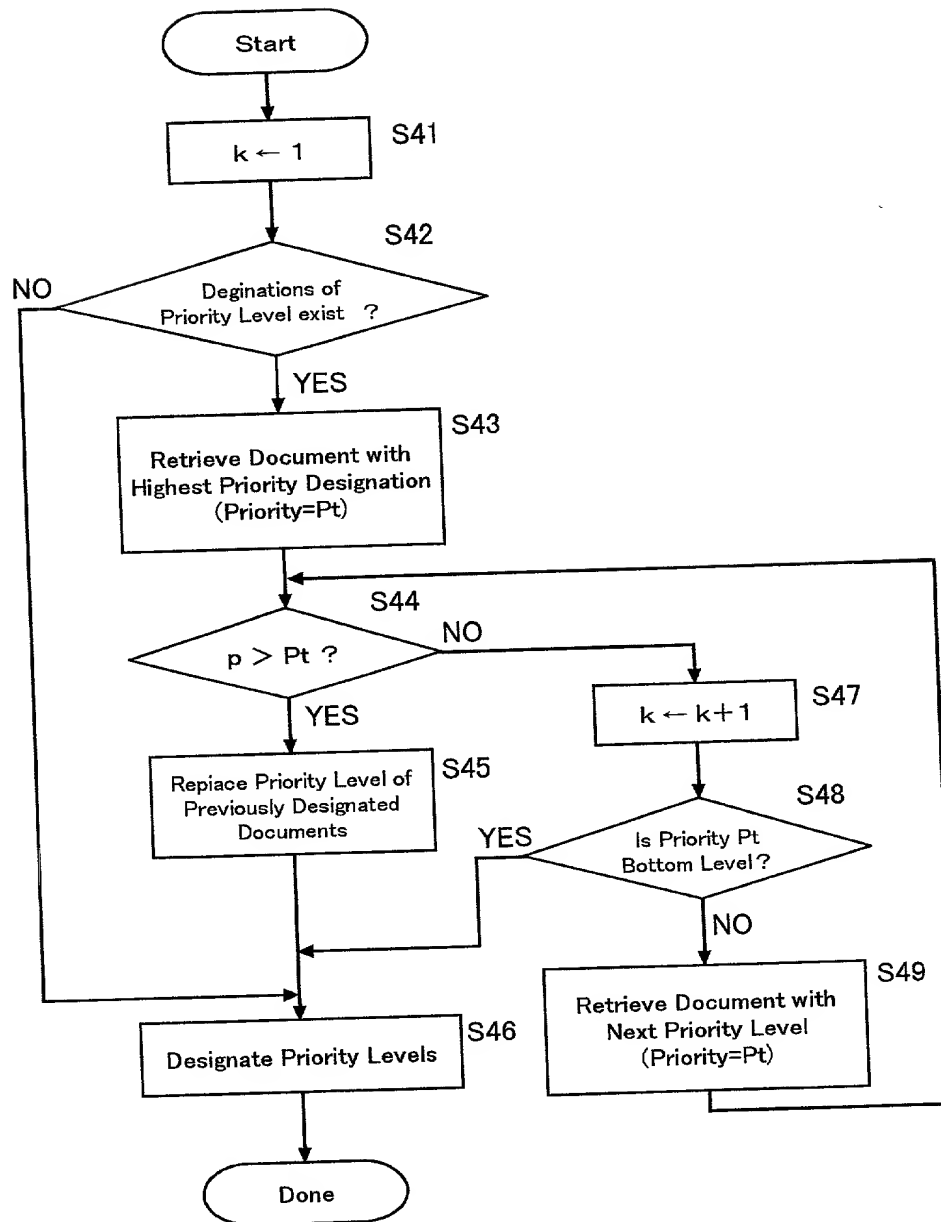 Start
S41
k ← 1
S42
NO
Deginations of
Priority Level exist ?
YES
S43
Retrieve Document with
Highest Priority Designation
(Priority=Pt)
S44
p > Pt ?
NO
YES
S47
k ← k+1
S45
Repiace Priority Level of
Previously Designated
Documents
S48
YES
Is Priority Pt
Bottom Level?
NO
S49
Retrieve Document with
Next Priority Level
(Priority=Pt)
S46
Designate Priority Levels
Done